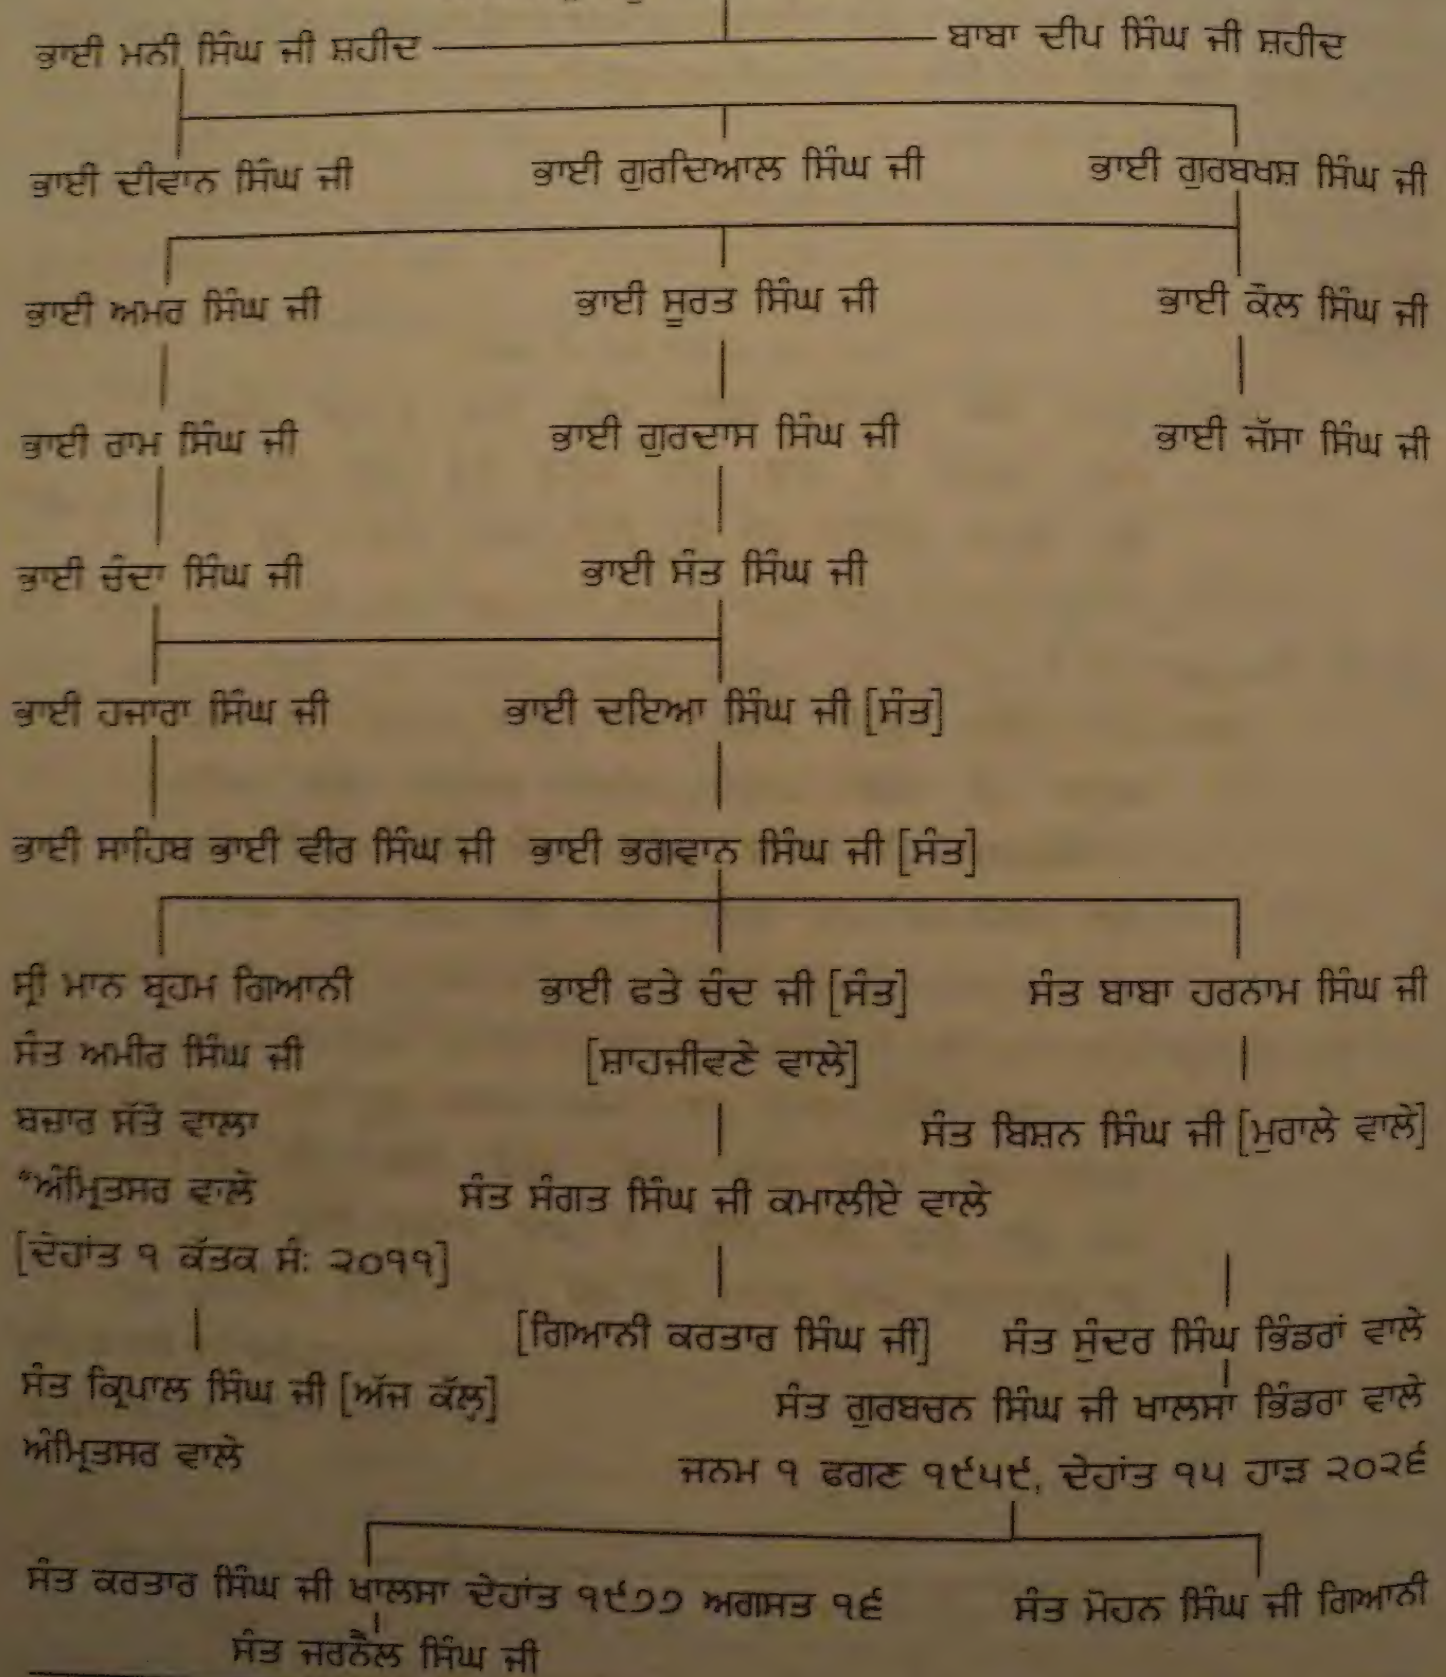 ਭਾਈ ਮਨੀ ਸਿੰਘ ਜੀ ਸ਼ਹੀਦ ਬਾਬਾ ਦੀਪ ਸਿੰਘ ਜੀ ਸ਼ਹੀਦ
ਭਾਈ ਦੀਵਾਨ ਸਿੰਘ ਜੀ ਭਾਈ ਗੁਰਦਿਆਲ ਸਿੰਘ ਜੀ ਭਾਈ ਗੁਰਬਖਸ਼ ਸਿੰਘ ਜੀ
ਭਾਈ ਅਮਰ ਸਿੰਘ ਜੀ ਭਾਈ ਸੂਰਤ ਸਿੰਘ ਜੀ ਭਾਈ ਕੌਲ ਸਿੰਘ ਜੀ
ਭਾਈ ਰਾਮ ਸਿੰਘ ਜੀ ਭਾਈ ਗੁਰਦਾਸ ਸਿੰਘ ਜੀ ਭਾਈ ਜੱਸਾ ਸਿੰਘ ਜੀ
ਭਾਈ ਚੰਦਾ ਸਿੰਘ ਜੀ ਭਾਈ ਸੰਤ ਸਿੰਘ ਜੀ
ਭਾਈ ਹਜਾਰਾ ਸਿੰਘ ਜੀ ਭਾਈ ਦਇਆ ਸਿੰਘ ਜੀ [ਸੰਤ]
ਭਾਈ ਸਾਹਿਬ ਭਾਈ ਵੀਰ ਸਿੰਘ ਜੀ ਭਾਈ ਭਗਵਾਨ ਸਿੰਘ ਜੀ [ਸੰਤ]
ਸ੍ਰੀ ਮਾਨ ਬ੍ਰਹਮ ਗਿਆਨੀ ਭਾਈ ਫਤੇ ਚੰਦ ਜੀ [ਸੰਤ] ਸੰਤ ਬਾਬਾ ਹਰਨਾਮ ਸਿੰਘ ਜੀ
ਸੰਤ ਅਮੀਰ ਸਿੰਘ ਜੀ [ਸ਼ਾਹਜੀਵਣੇ ਵਾਲੇ]
ਬਜ਼ਾਰ ਸੱਤੋ ਵਾਲਾ ਸੰਤ ਬਿਸ਼ਨ ਸਿੰਘ ਜੀ [ਮੁਰਾਲੇ ਵਾਲੇ]
*ਅੰਮ੍ਰਿਤਸਰ ਵਾਲੇ ਸੰਤ ਸੰਗਤ ਸਿੰਘ ਜੀ ਕਮਾਲੀਏ ਵਾਲੇ
[ਦੇਹਾਂਤ ੧ ਕੱਤਕ ਸੰ: ੨੦੧੧]
[ਗਿਆਨੀ ਕਰਤਾਰ ਸਿੰਘ ਜੀ] ਸੰਤ ਸੁੰਦਰ ਸਿੰਘ ਭਿੰਡਰਾਂ ਵਾਲੇ
ਸੰਤ ਕ੍ਰਿਪਾਲ ਸਿੰਘ ਜੀ [ਅੱਜ ਕੱਲ੍ਹ] ਸੰਤ ਗੁਰਬਚਨ ਸਿੰਘ ਜੀ ਖਾਲਸਾ ਭਿੰਡਰਾ ਵਾਲੇ
ਅੰਮ੍ਰਿਤਸਰ ਵਾਲੇ ਜਨਮ ੧ ਫਗਣ ੧੯੫੯, ਦੇਹਾਂਤ ੧੫ ਹਾੜ ੨੦੨੬
ਸੰਤ ਕਰਤਾਰ ਸਿੰਘ ਜੀ ਖਾਲਸਾ ਦੇਹਾਂਤ ੧੯੭੭ ਅਗਸਤ ੧੬ ਸੰਤ ਮੋਹਨ ਸਿੰਘ ਜੀ ਗਿਆਨੀ
ਸੰਤ ਜਰਨੈਲ ਸਿੰਘ ਜੀ